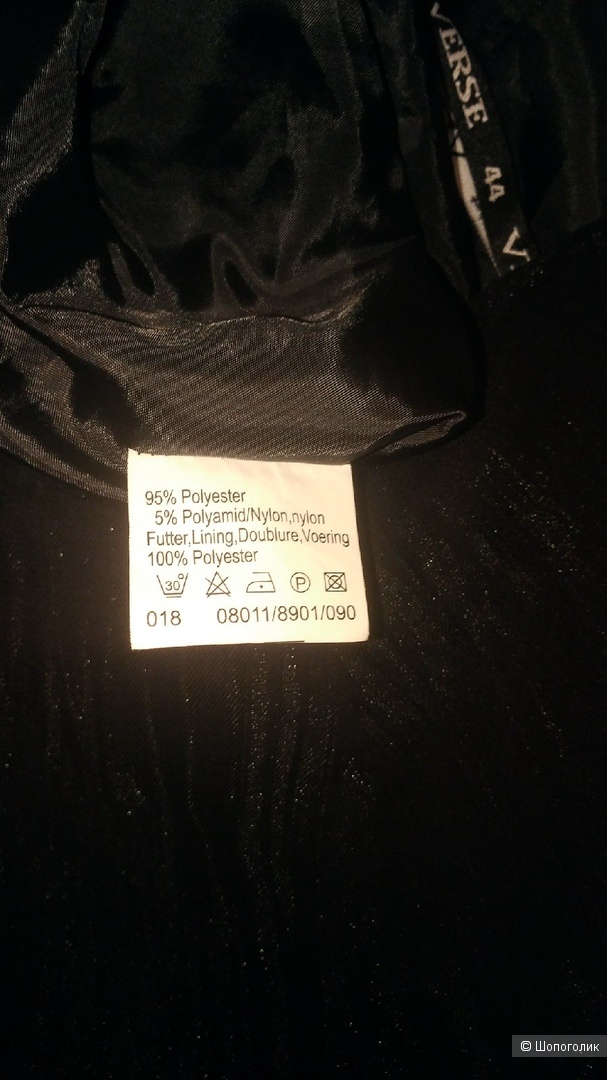 VERSE
44
V
95% Polyester
5% Polyamid/Nylon,nylon
Futter,Lining,Doublure,Voering
100% Polyester
30°
P
018 08011/8901/090
© Шопоголик